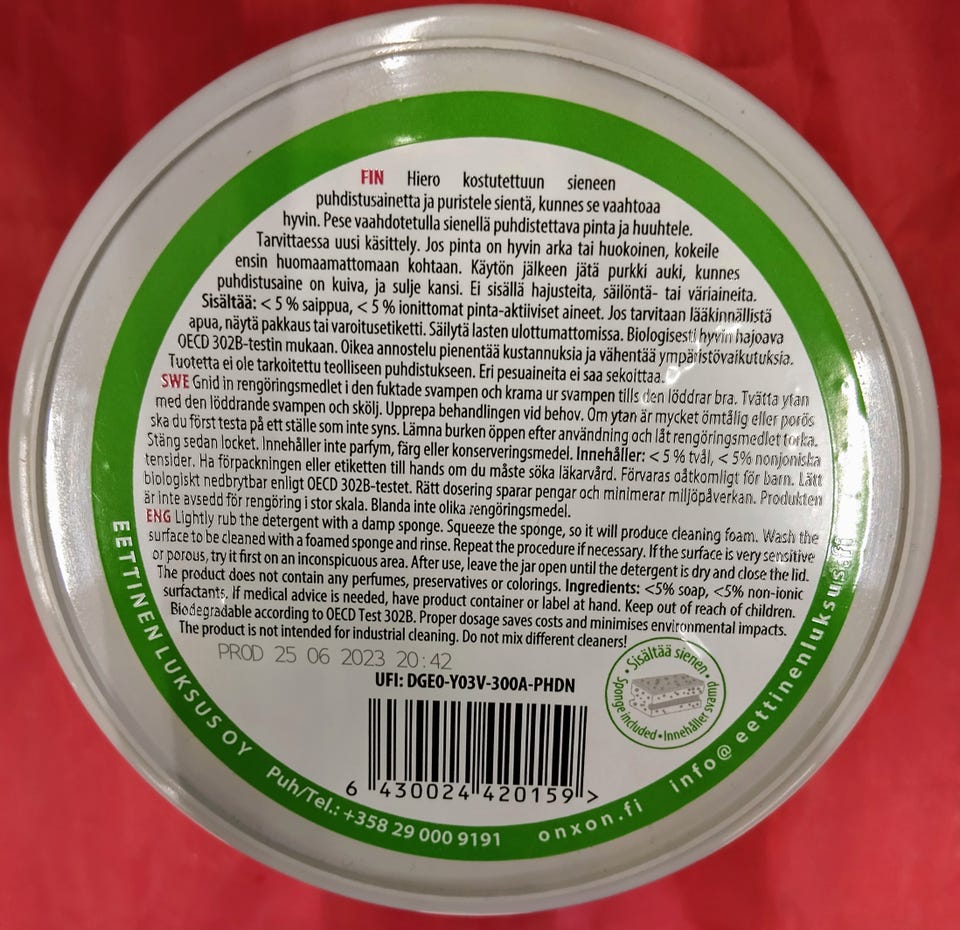 FIN Hiero kostutettuun sieneen
puhdistusainetta ja puristele sientä, kunnes se vaahtoaa
hyvin. Pese vaahdotetulla sienellä puhdistettava pinta ja huuhtele.
Tarvittaessa uusi käsittely. Jos pinta on hyvin arka tai huokoinen, kokeile
ensin huomaamattomaan kohtaan. Käytön jälkeen jätä purkki auki, kunnes
puhdistusaine on kuiva, ja sulje kansi. Ei sisällä hajusteita, säilöntä- tai väriaineita.
Sisältää: < 5 % saippua, < 5 % ionittomat pinta-aktiiviset aineet. Jos tarvitaan lääkinnällistä
apua, näytä pakkaus tai varoitusetiketti. Säilytä lasten ulottumattomissa. Biologisesti hyvin hajoava
OECD 302B-testin mukaan. Oikea annostelu pienentää kustannuksia ja vähentää ympäristövaikutuksia.
Tuotetta ei ole tarkoitettu teolliseen puhdistukseen. Eri pesuaineita ei saa sekoittaa.
SWE Gnid in rengöringsmedlet i den fuktade svampen och krama ur svampen tills den löddrar bra. Tvätta ytan
med den löddrande svampen och skölj. Upprepa behandlingen vid behov. Om ytan är mycket ömtålig eller porös
ska du först testa på ett ställe som inte syns. Lämna burken öppen efter användning och låt rengöringsmedlet torka.
Stäng sedan locket. Innehåller inte parfym, färg eller konserveringsmedel. Innehåller: < 5 % tvål, < 5% nonjoniska
tensider. Ha förpackningen eller etiketten till hands om du måste söka läkarvård. Förvaras oåtkomligt för barn. Lätt
biologiskt nedbrytbar enligt OECD 302B-testet. Rätt dosering sparar pengar och minimerar miljöpåverkan. Produkten
är inte avsedd för rengöring i stor skala. Blanda inte olika rengöringsmedel.
ENG Lightly rub the detergent with a damp sponge. Squeeze the sponge, so it will produce cleaning foam. Wash the
surface to be cleaned with a foamed sponge and rinse. Repeat the procedure if necessary. If the surface is very sensitive
or porous, try it first on an inconspicuous area. After use, leave the jar open until the detergent is dry and close the lid.
The product does not contain any perfumes, preservatives or colorings. Ingredients: <5% soap, <5% non-ionic
surfactants. If medical advice is needed, have product container or label at hand. Keep out of reach of children.
Biodegradable according to OECD Test 302B. Proper dosage saves costs and minimises environmental impacts.
The product is not intended for industrial cleaning. Do not mix different cleaners!
PROD 25 06 2023 20:42
UFI: DGE0-Y03V-300A-PHDN
• Sisältää sienen •
Sponge included • Innehåller svamp
6 430024 420159 >
EETTINEN LUKSUS OY Puh/Tel.: +358 29 000 9191 onxon.fi info@eettinenluksus.fi